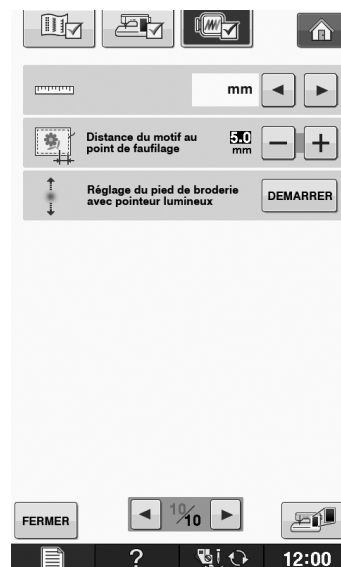 mm
Distance du motif au
point de faufilage
5.0
mm
Réglage du pied de broderie
avec pointeur lumineux
DEMARRER
FERMER
10/10
?
12:00